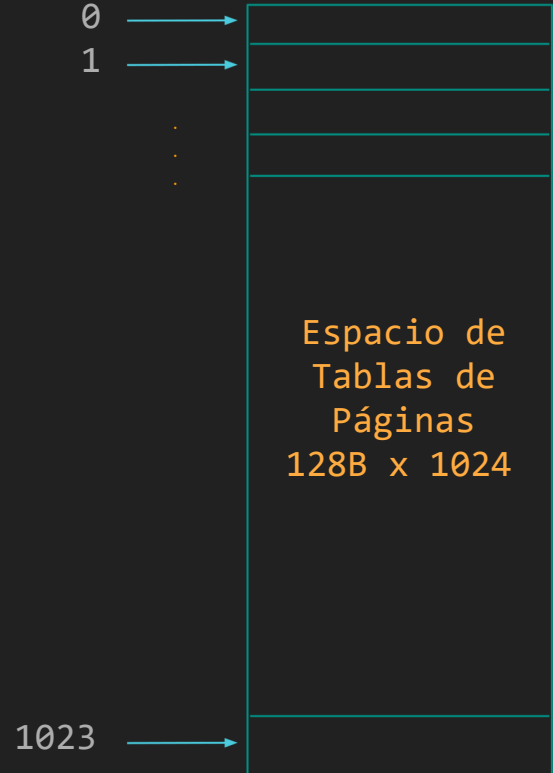 0
1
.
.
.
Espacio de
Tablas de
Páginas
128B x 1024
1023